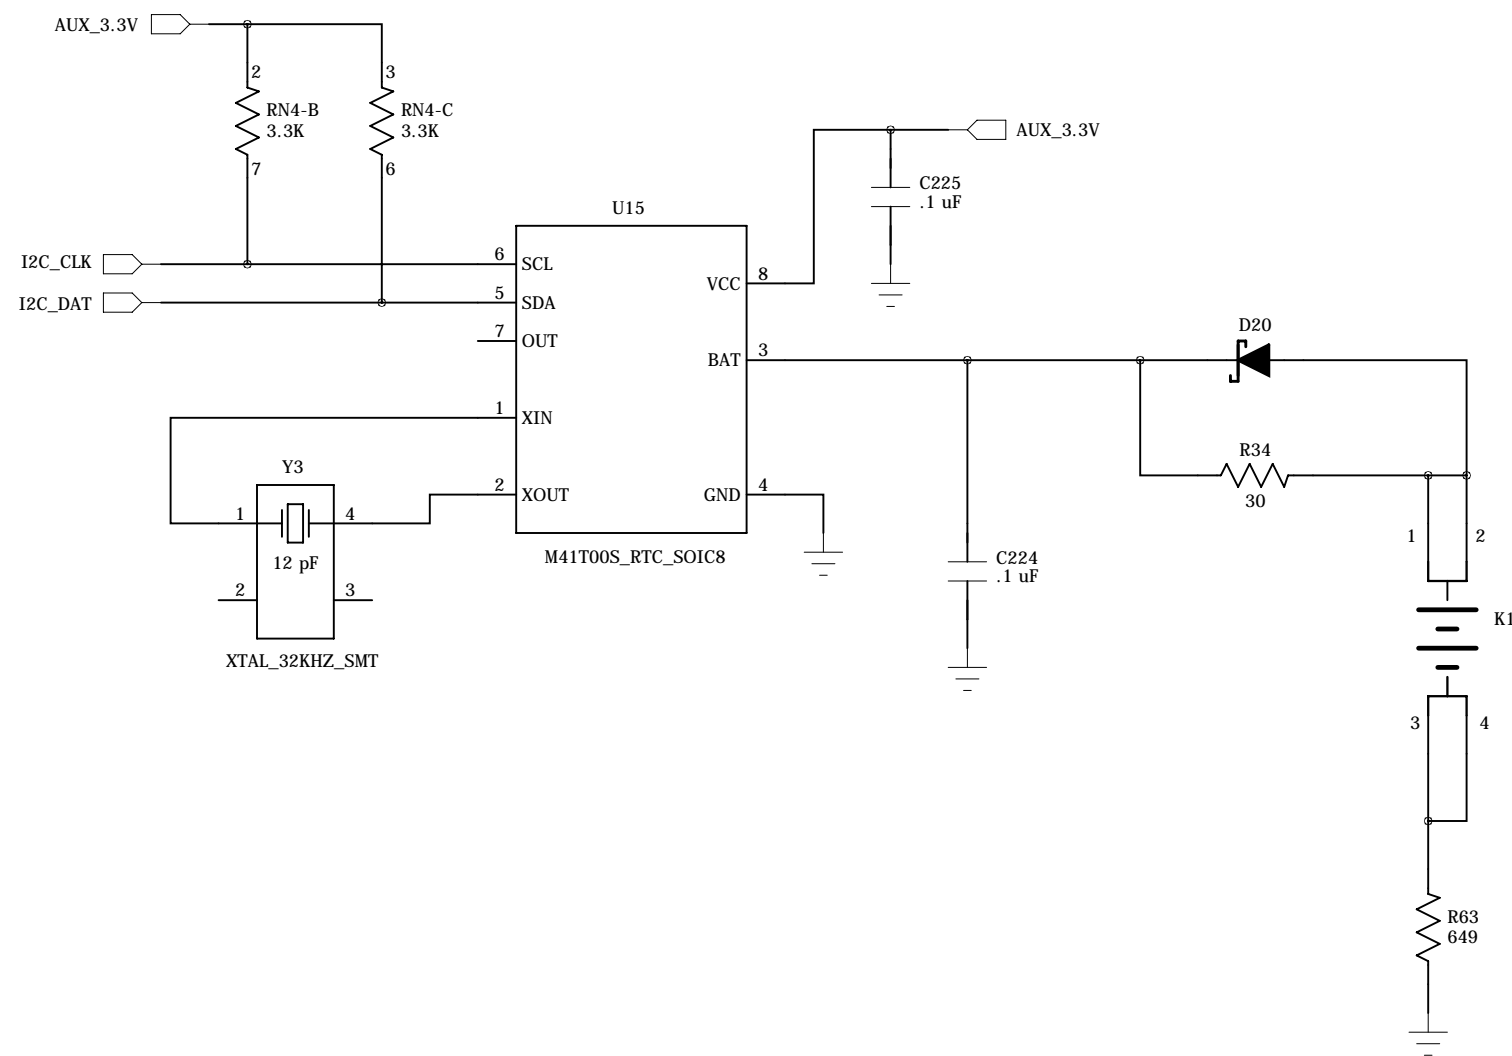 AUX_3.3V
2
3
RN4-B
3.3K
RN4-C
3.3K
7
6
AUX_3.3V
C225
.1 uF
U15
I2C_CLK
6
SCL
I2C_DAT
5
SDA
7
OUT
VCC
8
BAT
3
D20
1
XIN
R34
30
Y3
2
XOUT
GND
4
1
4
12 pF
2
3
XTAL_32KHZ_SMT
M41T00S_RTC_SOIC8
C224
.1 uF
1
2
K1
3
4
R63
649